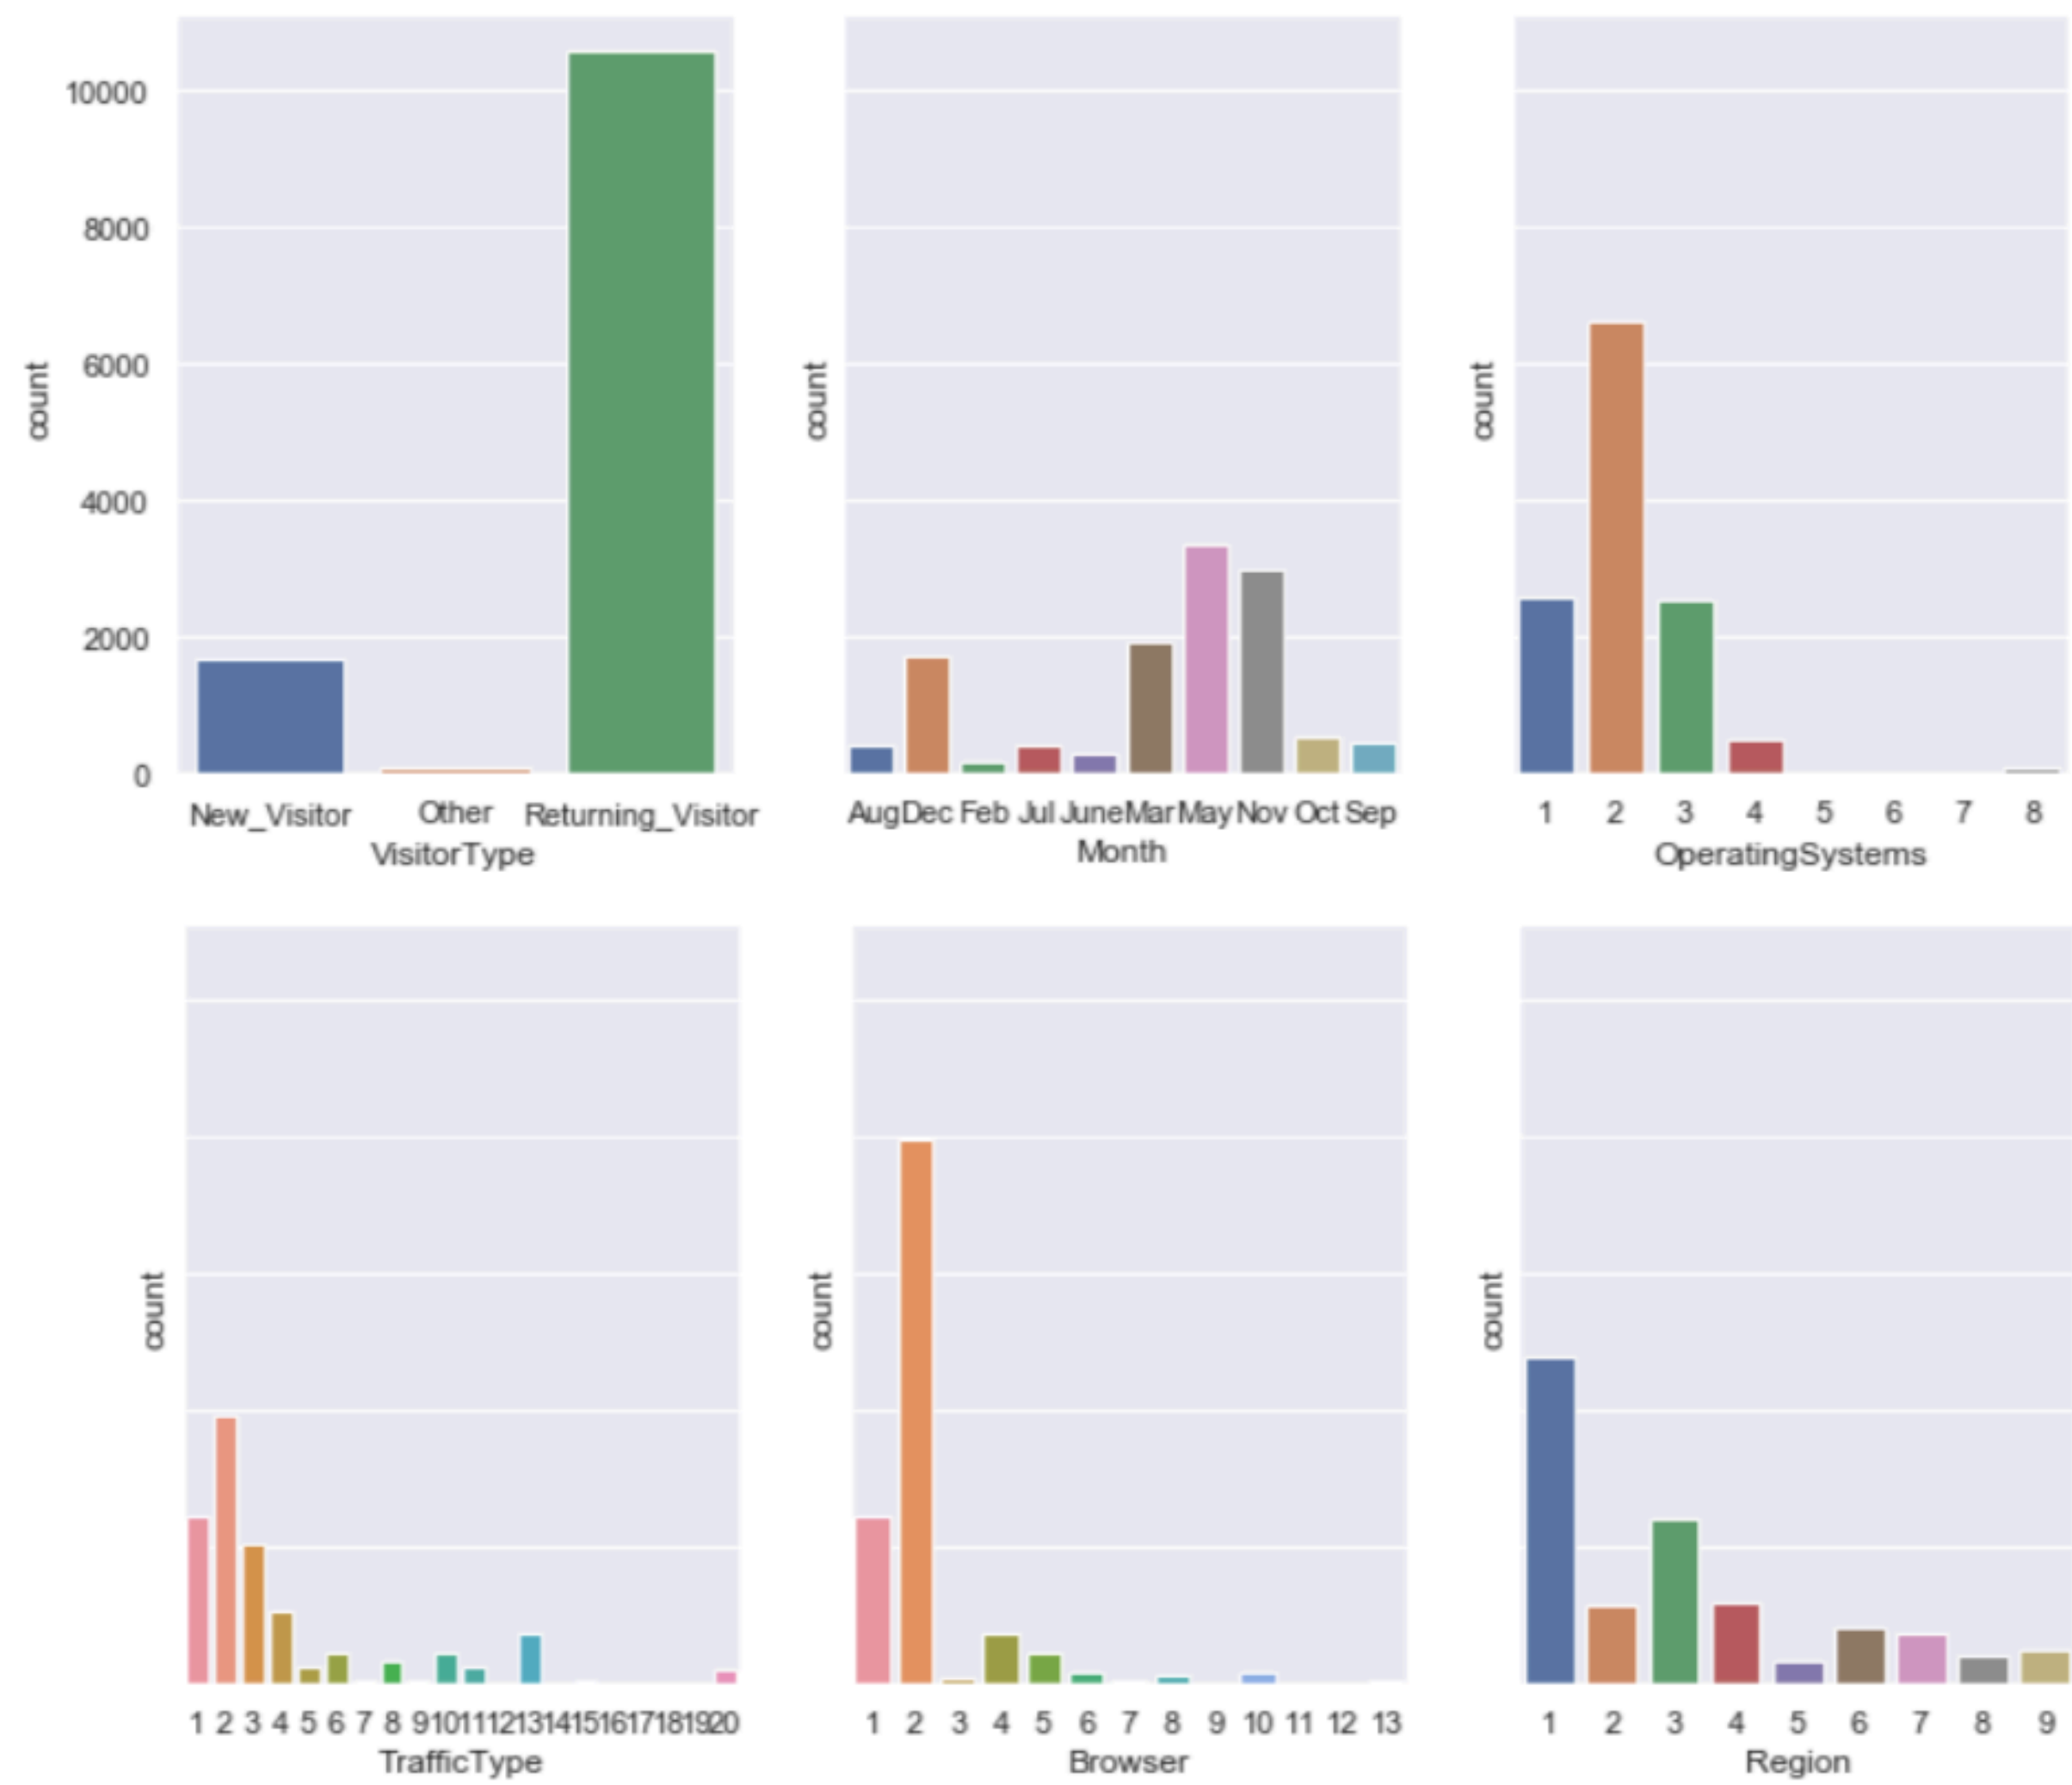 10000
8000
6000
4000
2000
0
count
New_Visitor Other Returning_Visitor
VisitorType
count
Aug Dec Feb Jul June Mar May Nov Oct Sep
Month
count
1 2 3 4 5 6 7 8
OperatingSystems
count
1 2 3 4 5 6 7 8 9 10 11 12 13 14 15 16 17 18 19 20
TrafficType
count
1 2 3 4 5 6 7 8 9 10 11 12 13
Browser
count
1 2 3 4 5 6 7 8 9
Region